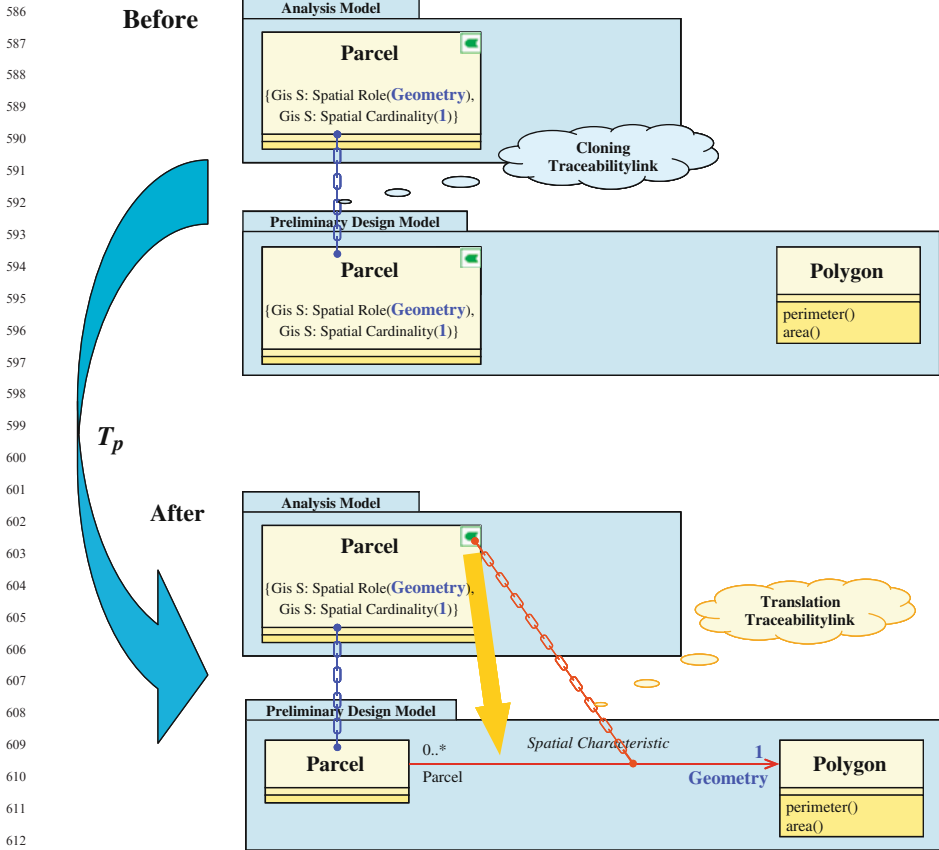 586
Analysis Model
Before
587
Parcel
588
{Gis S: Spatial Role(Geometry),
589
Gis S: Spatial Cardinality(1)}
590
Cloning
Traceabilitylink
591
592
593
Preliminary Design Model
594
Parcel
Polygon
595
{Gis S: Spatial Role(Geometry),
perimeter()
596
Gis S: Spatial Cardinality(1)}
area()
597
598
599
Tp
600
601
Analysis Model
602
After
603
Parcel
604
{Gis S: Spatial Role(Geometry),
605
Gis S: Spatial Cardinality(1)}
Translation
Traceabilitylink
606
607
608
Preliminary Design Model
609
0..*
Spatial Characteristic
1
Parcel
Parcel
Geometry
Polygon
610
611
perimeter()
area()
612